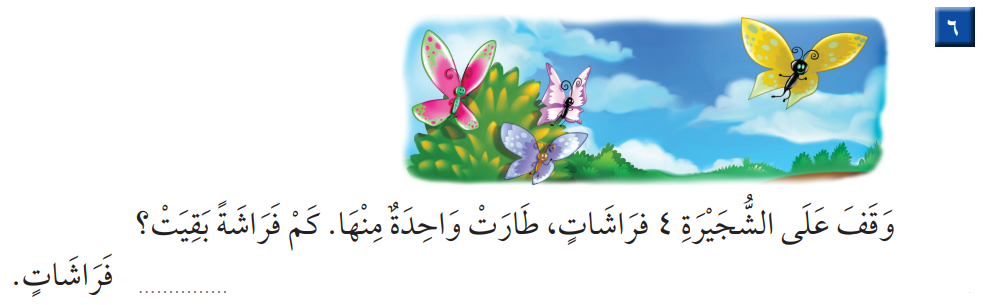 ٦
وَقَفَ عَلَى الشُّجَيْرَةِ ٤ فَرَاشَاتٍ، طَارَتْ وَاحِدَةٌ مِنْهَا. كَمْ فَرَاشَةً بَقِيَتْ؟
............... فَرَاشَاتٍ.